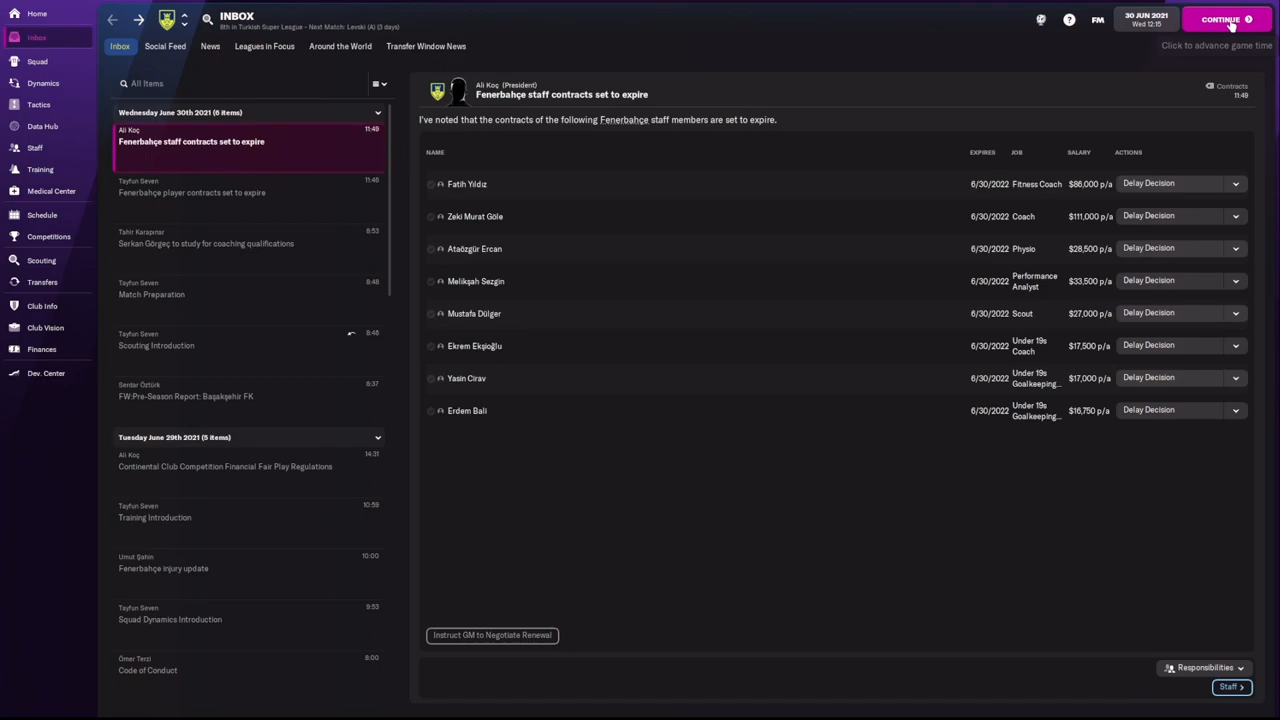 Home
INBOX
8th in Turkish Super League - Next Match: Levski (A) (3 days)
FM
30 JUN 2021
Wed 12:15
CONTINUE
Click to advance game time
Inbox
Social Feed
News
Leagues in Focus
Around the World
Transfer Window News
Inbox
Squad
Dynamics
Tactics
Data Hub
Staff
Training
Medical Center
Schedule
Competitions
Scouting
Transfers
Club Info
Club Vision
Finances
Dev. Center
All Items
Wednesday June 30th 2021 (6 items)
Ali Koç
11:49
Fenerbahçe staff contracts set to expire
Tayfun Seven
11:46
Fenerbahçe player contracts set to expire
Tahir Karapınar
8:53
Serkan Görgeç to study for coaching qualifications
Tayfun Seven
8:48
Match Preparation
Tayfun Seven
8:46
Scouting Introduction
Serdar Öztürk
8:37
FW:Pre-Season Report: Başakşehir FK
Tuesday June 29th 2021 (5 items)
Ali Koç
14:31
Continental Club Competition Financial Fair Play Regulations
Tayfun Seven
10:59
Training Introduction
Umut Şahin
10:00
Fenerbahçe injury update
Tayfun Seven
9:53
Squad Dynamics Introduction
Ömer Terzi
8:00
Code of Conduct
Ali Koç (President)
Fenerbahçe staff contracts set to expire
Contracts
11:49
I've noted that the contracts of the following Fenerbahçe staff members are set to expire.
NAME EXPIRES JOB SALARY ACTIONS
Fatih Yıldız 6/30/2022 Fitness Coach $86,000 p/a Delay Decision
Zeki Murat Göle 6/30/2022 Coach $111,000 p/a Delay Decision
Ataözgür Ercan 6/30/2022 Physio $28,500 p/a Delay Decision
Melikşah Sezgin 6/30/2022 Performance Analyst $33,500 p/a Delay Decision
Mustafa Dülger 6/30/2022 Scout $27,000 p/a Delay Decision
Ekrem Ekşioğlu 6/30/2022 Under 19s Coach $17,500 p/a Delay Decision
Yasin Cirav 6/30/2022 Under 19s Goalkeeping... $17,000 p/a Delay Decision
Erdem Bali 6/30/2022 Under 19s Goalkeeping... $16,750 p/a Delay Decision
Instruct GM to Negotiate Renewal
Responsibilities
Staff